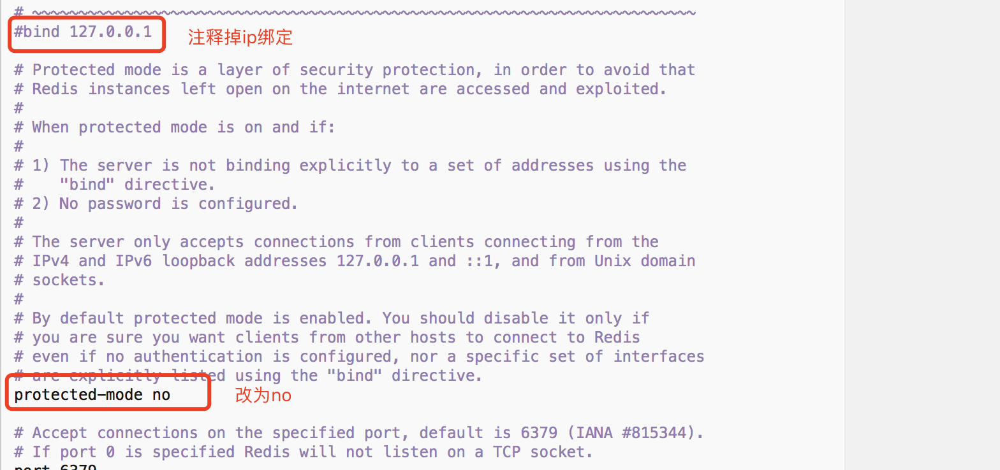 # ~~~~~~~~~~~~~~~~~~~~~~~~~~~~~~~~~~~~~~~~~~~~~~~~~~~~~~~~~~~~~~~~~~~~~~~~
#bind 127.0.0.1 注释掉ip绑定
# Protected mode is a layer of security protection, in order to avoid that
# Redis instances left open on the internet are accessed and exploited.
#
# When protected mode is on and if:
#
# 1) The server is not binding explicitly to a set of addresses using the
#    "bind" directive.
# 2) No password is configured.
#
# The server only accepts connections from clients connecting from the
# IPv4 and IPv6 loopback addresses 127.0.0.1 and ::1, and from Unix domain
# sockets.
#
# By default protected mode is enabled. You should disable it only if
# you are sure you want clients from other hosts to connect to Redis
# even if no authentication is configured, nor a specific set of interfaces
# are explicitly listed using the "bind" directive.
protected-mode no 改为no
# Accept connections on the specified port, default is 6379 (IANA #815344).
# If port 0 is specified Redis will not listen on a TCP socket.
port 6379